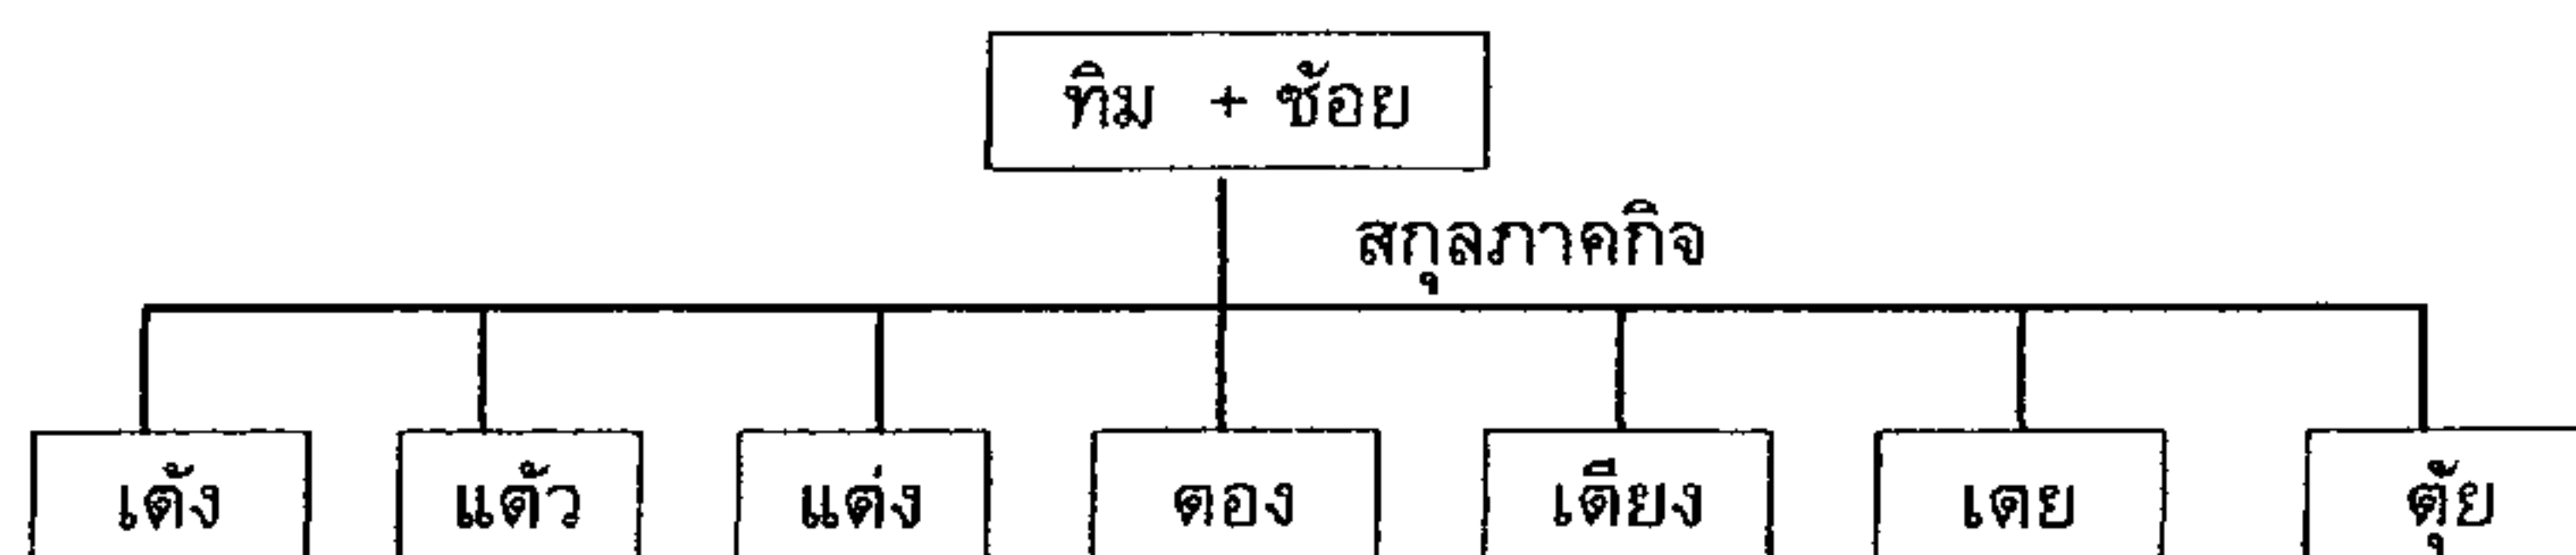 ทิม + ช้อย
สกุลภาคกิจ
เต้ง แต้ว แต่ง ตอง เตียง เตย ตุ้ย